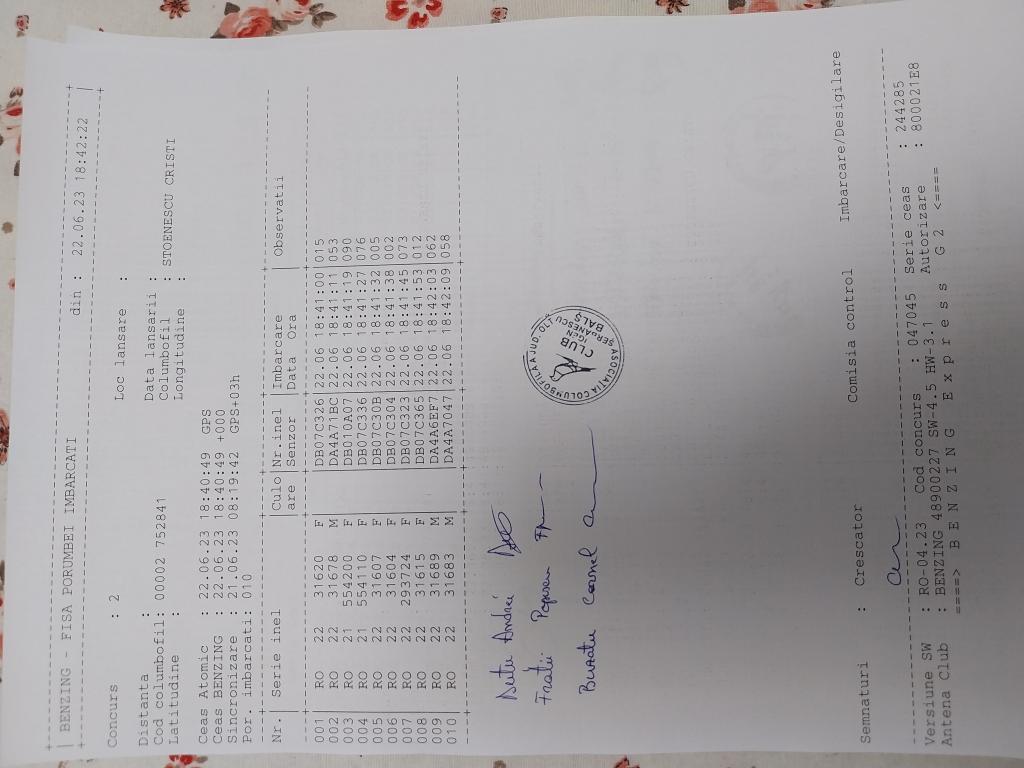 | BENZING - FISA PORUMBEI IMBARCATI din : 22.06.23 18:42:22 |
Concurs : 2 Loc lansare :
Distanta : Data lansarii :
Cod columbofil: 00002 752841 Columbofil : STOENESCU CRISTI
Latitudine : Longitudine :
Ceas Atomic : 22.06.23 18:40:49 GPS
Ceas BENZING : 22.06.23 18:40:49 +000
Sincronizare : 21.06.23 08:19:42 GPS+03h
Por. imbarcati: 010
Nr. | Serie inel |Culo|Nr.inel |Imbarcare | Observatii
|are |Senzor |Data Ora |
001 | RO 22 31620 F |DB07C326|22.06 18:41:00|015
002 | RO 22 31678 M |DA4A71BC|22.06 18:41:11|053
003 | RO 21 554200 F |DB010A07|22.06 18:41:19|090
004 | RO 21 554110 F |DB07C336|22.06 18:41:27|076
005 | RO 22 31607 F |DB07C30B|22.06 18:41:32|005
006 | RO 22 31604 F |DB07C304|22.06 18:41:38|002
007 | RO 22 293724 F |DB07C323|22.06 18:41:45|073
008 | RO 22 31615 F |DB07C365|22.06 18:41:53|012
009 | RO 22 31689 M |DA4A6EF7|22.06 18:42:03|062
010 | RO 22 31683 M |DA4A7047|22.06 18:42:09|058
Andrei
Fratii
ASOCIATIA COLUMBOFILA JUD. OLT
CLUB
IGEN
SERBANESCU
BALS
Semnaturi : Crescator Comisia control Imbarcare/Desigilare
Versiune SW : RO-04.23 Cod concurs : 047045 Serie ceas : 244285
Antena Club : BENZING 48900227 SW-4.5 HW-3.1 Autorizare : 800021E8
====> B E N Z I N G E x p r e s s G 2 <====